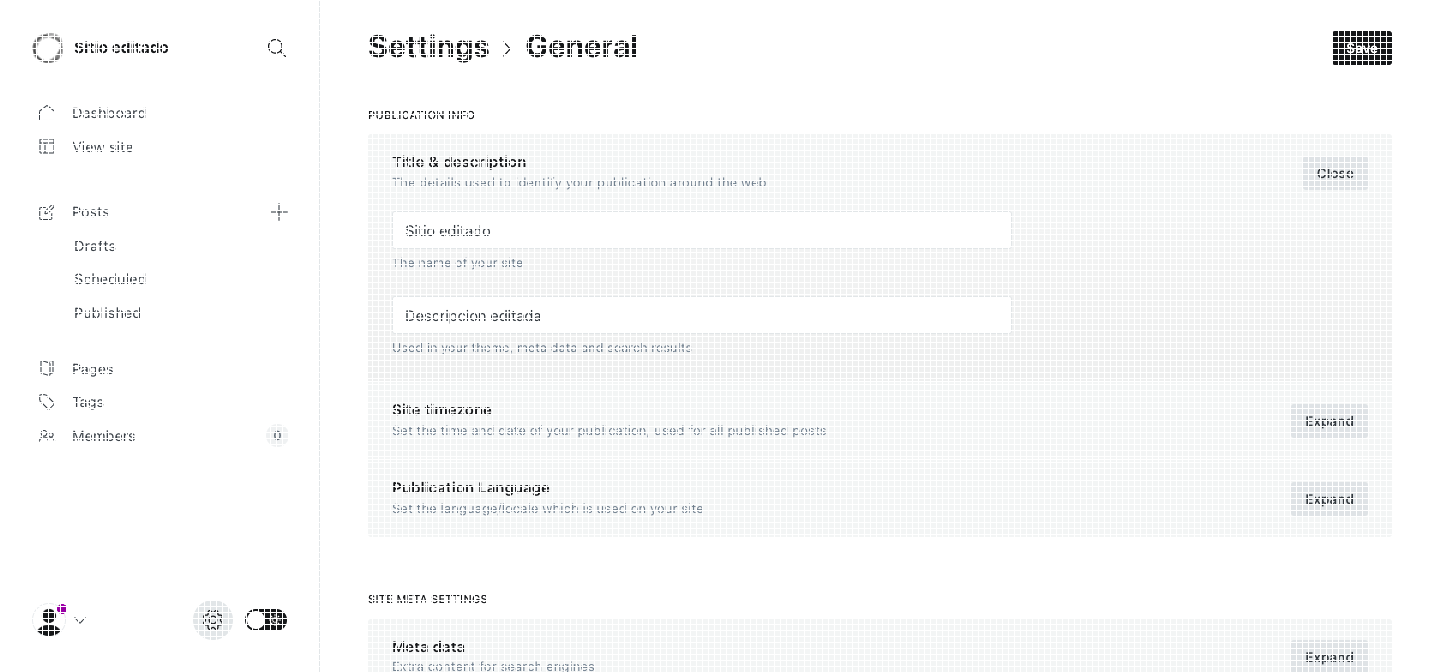 Sitio editado
Dashboard
View site
Posts
Drafts
Scheduled
Published
Pages
Tags
Members
0
Settings › General
Save
PUBLICATION INFO
Title & description
The details used to identify your publication around the web
Close
Sitio editado
The name of your site
Descripcion editada
Used in your theme, meta data and search results
Site timezone
Set the time and date of your publication, used for all published posts
Expand
Publication Language
Set the language/locale which is used on your site
Expand
SITE META SETTINGS
Meta data
Extra content for search engines
Expand